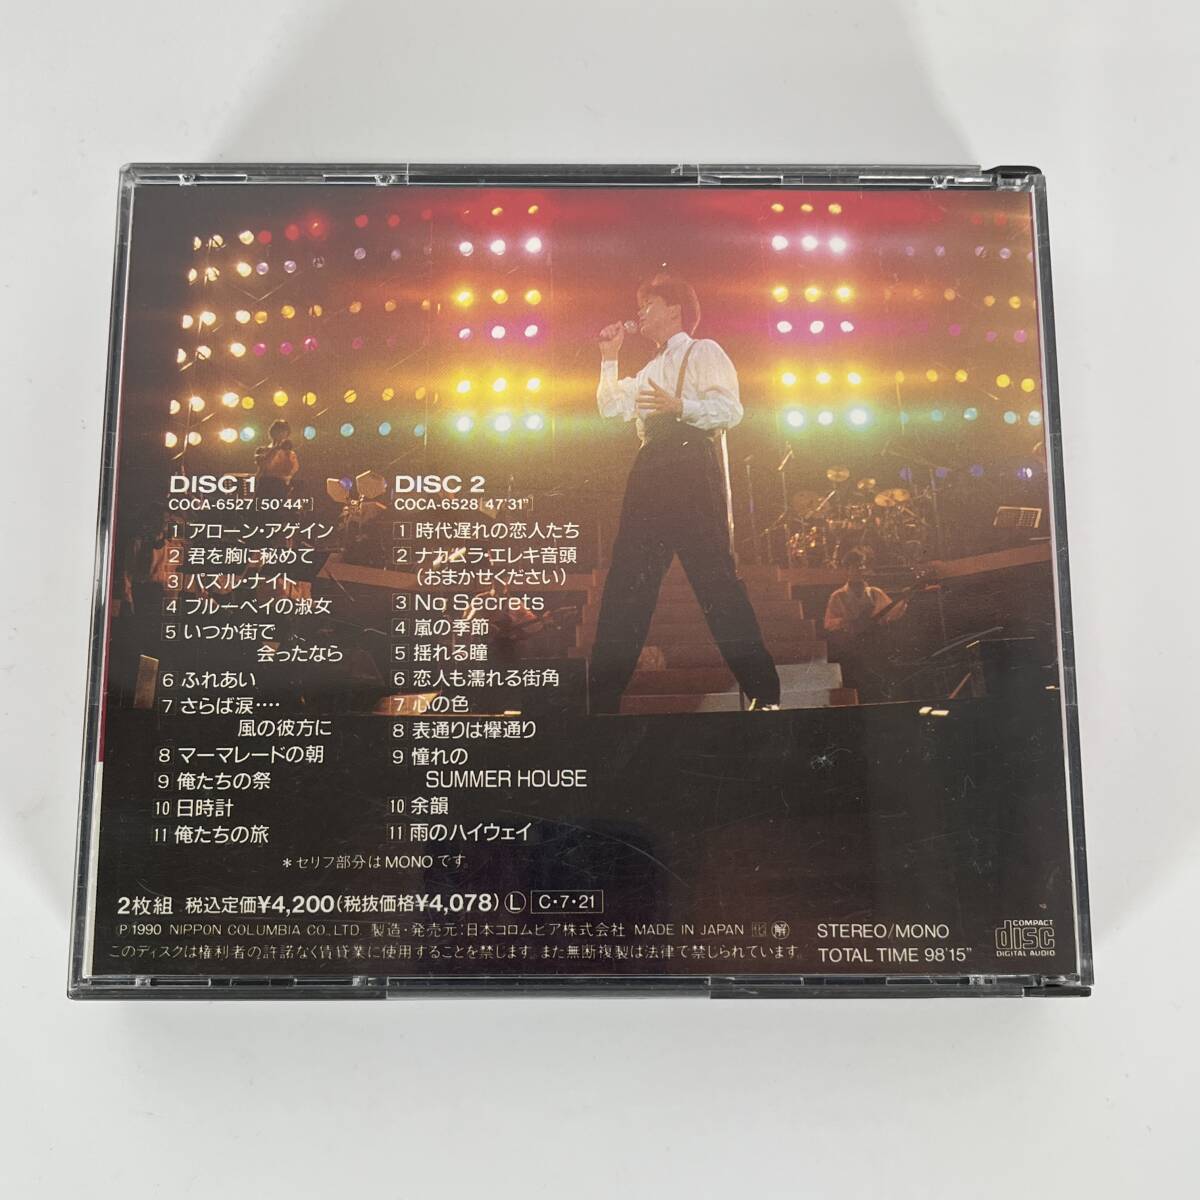 DISC 1
COCA-6527[50'44"]
1 アローン・アゲイン
2 君を胸に秘めて
3 パズル・ナイト
4 ブルーベイの淑女
5 いつか街で
会ったなら
6 ふれあい
7 さらば涙‥‥
風の彼方に
8 マーマレードの朝
9 俺たちの祭
10 日時計
11 俺たちの旅
DISC 2
COCA-6528[47'31"]
1 時代遅れの恋人たち
2 ナカムラ・エレキ音頭
(おまかせください)
3 No Secrets
4 嵐の季節
5 揺れる瞳
6 恋人も濡れる街角
7 心の色
8 表通りは欅通り
9 憧れの
SUMMER HOUSE
10 余韻
11 雨のハイウェイ
*セリフ部分はMONOです。
2枚組 税込定価¥4,200(税抜価格¥4,078) Ⓛ C・7・21
Ⓟ1990 NIPPON COLUMBIA CO., LTD. 製造・発売元:日本コロムビア株式会社 MADE IN JAPAN 解
このディスクは権利者の許諾なく賃貸業に使用することを禁じます。また無断複製は法律で禁じられています。
STEREO/MONO
TOTAL TIME 98'15"
COMPACT
disc
DIGITAL AUDIO